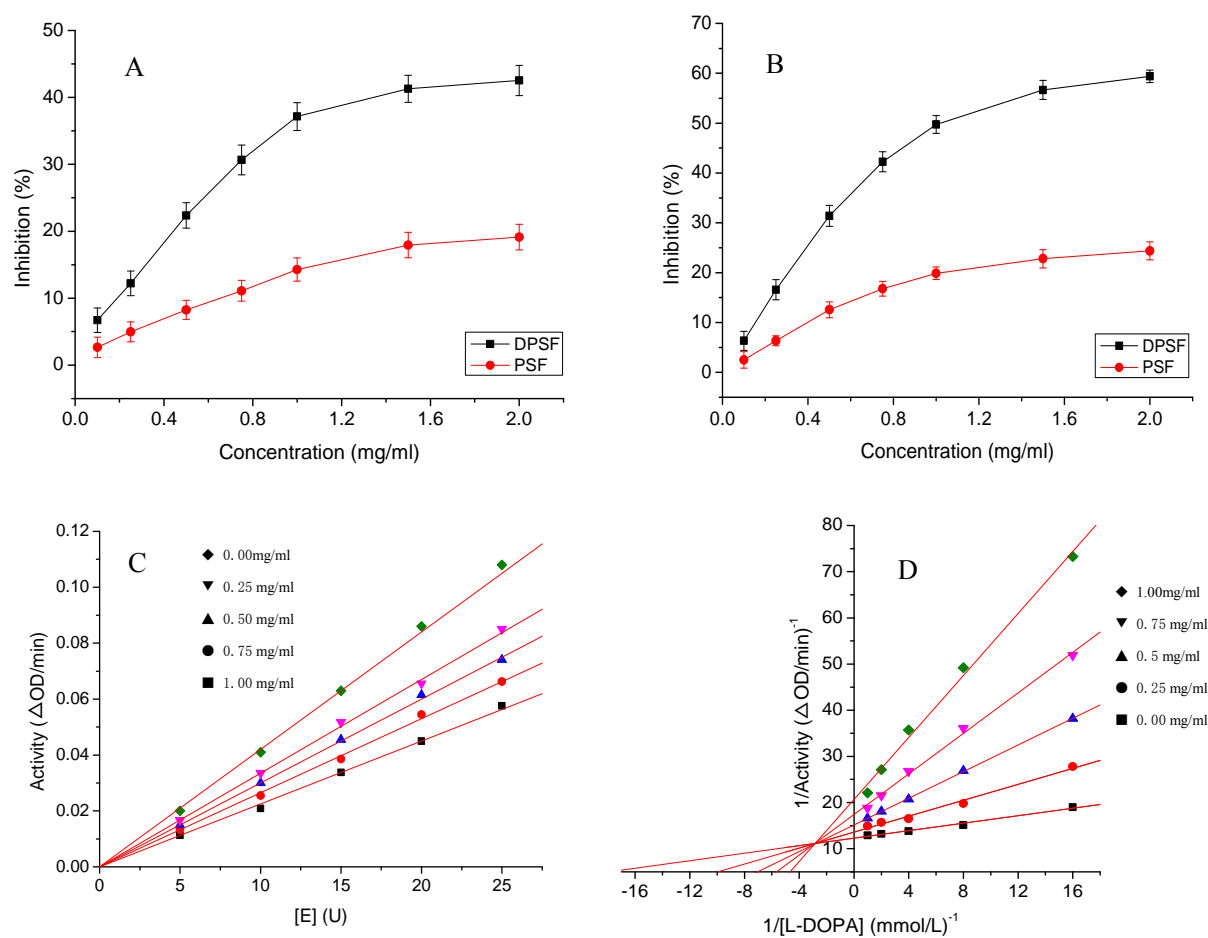 A
Inhibition (%)
50
40
30
20
10
0
0.0 0.4 0.8 1.2 1.6 2.0
Concentration (mg/ml)
DPSF
PSF
B
Inhibition (%)
70
60
50
40
30
20
10
0
0.0 0.4 0.8 1.2 1.6 2.0
Concentration (mg/ml)
DPSF
PSF
C
Activity (△OD/min)
0.12
0.10
0.08
0.06
0.04
0.02
0.00
0 5 10 15 20 25
[E] (U)
0.00mg/ml
0.25 mg/ml
0.50 mg/ml
0.75 mg/ml
1.00 mg/ml
D
1/Activity (△OD/min)⁻¹
80
70
60
50
40
30
20
10
-16 -12 -8 -4 0 4 8 12 16
1/[L-DOPA] (mmol/L)⁻¹
1.00mg/ml
0.75 mg/ml
0.5 mg/ml
0.25 mg/ml
0.00 mg/ml